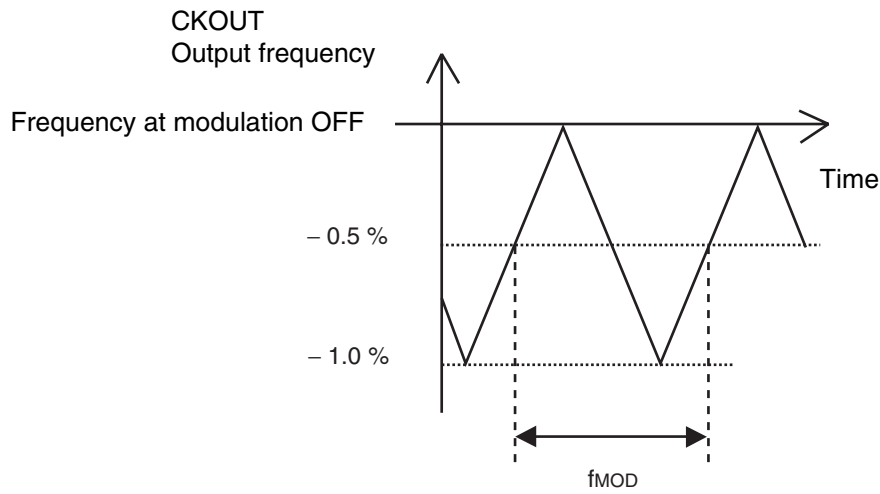 CKOUT
Output frequency
Frequency at modulation OFF
Time
– 0.5 %
– 1.0 %
fMOD